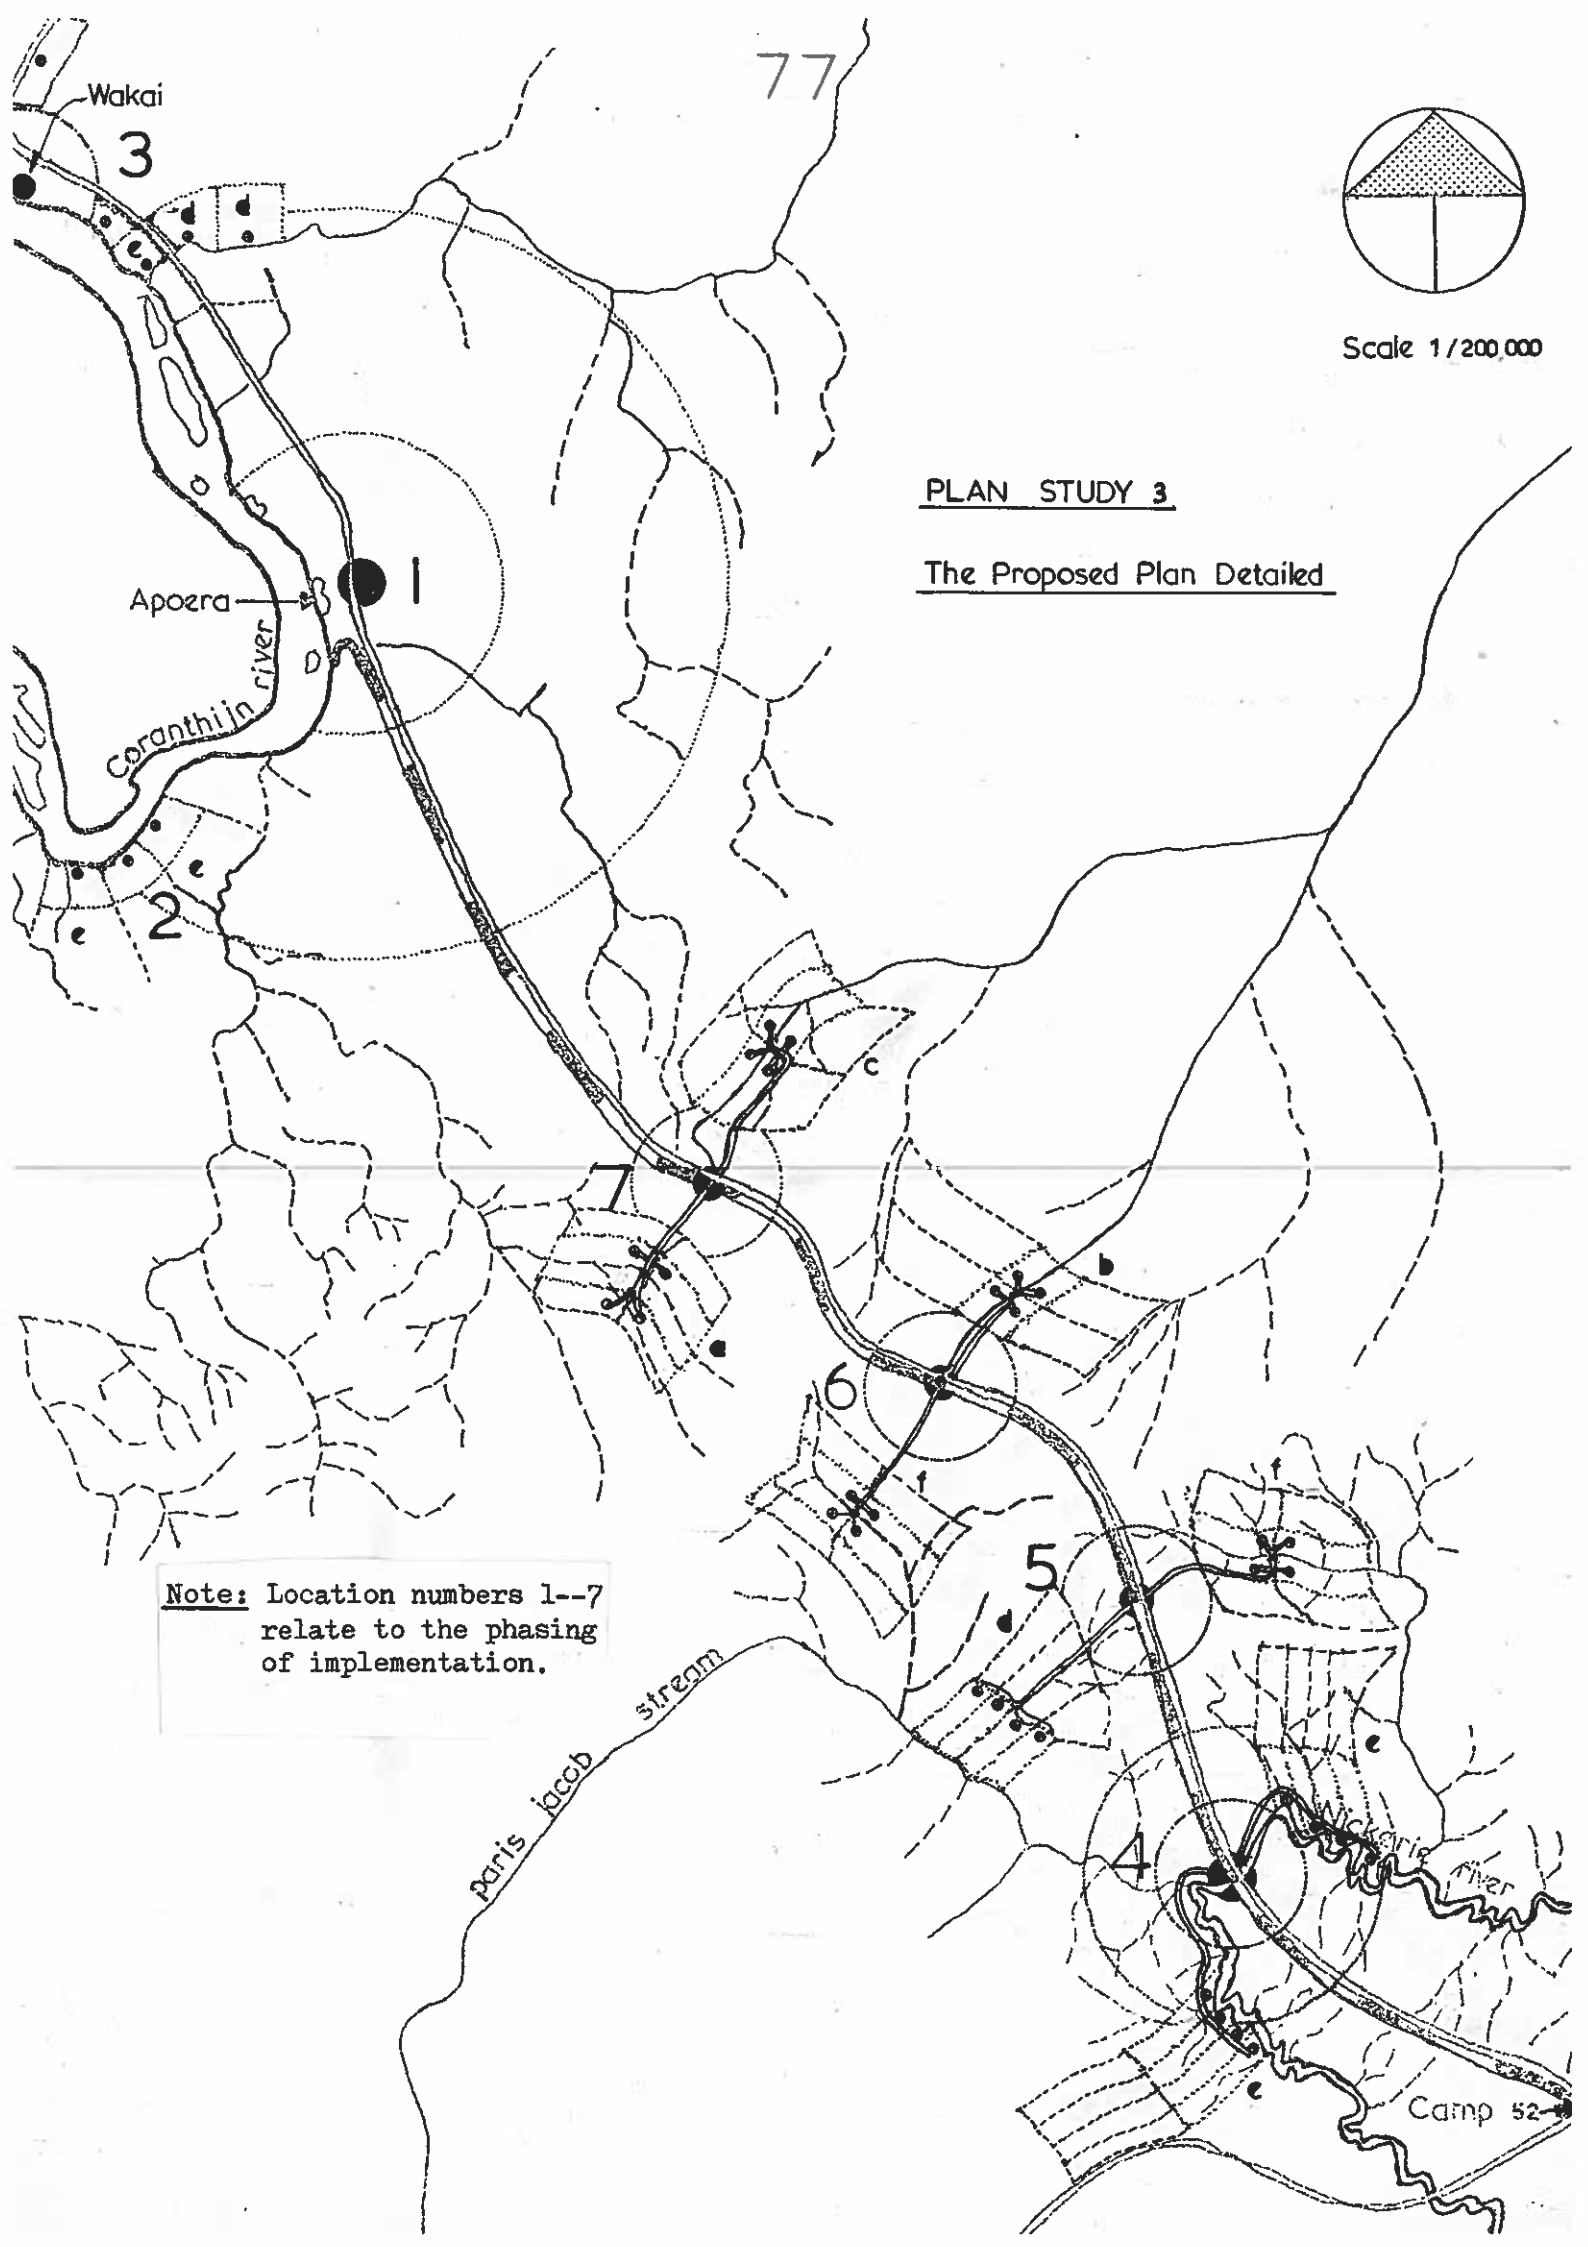 77
Wakai
3
d
d
e
Scale 1/200,000
PLAN STUDY 3
The Proposed Plan Detailed
Apoera
1
Coranthijn river
e
2
e
c
7
b
a
6
f
f
5
d
Note: Location numbers 1--7
relate to the phasing
of implementation.
paris jacob stream
e
4
Nickerie river
e
Camp 52